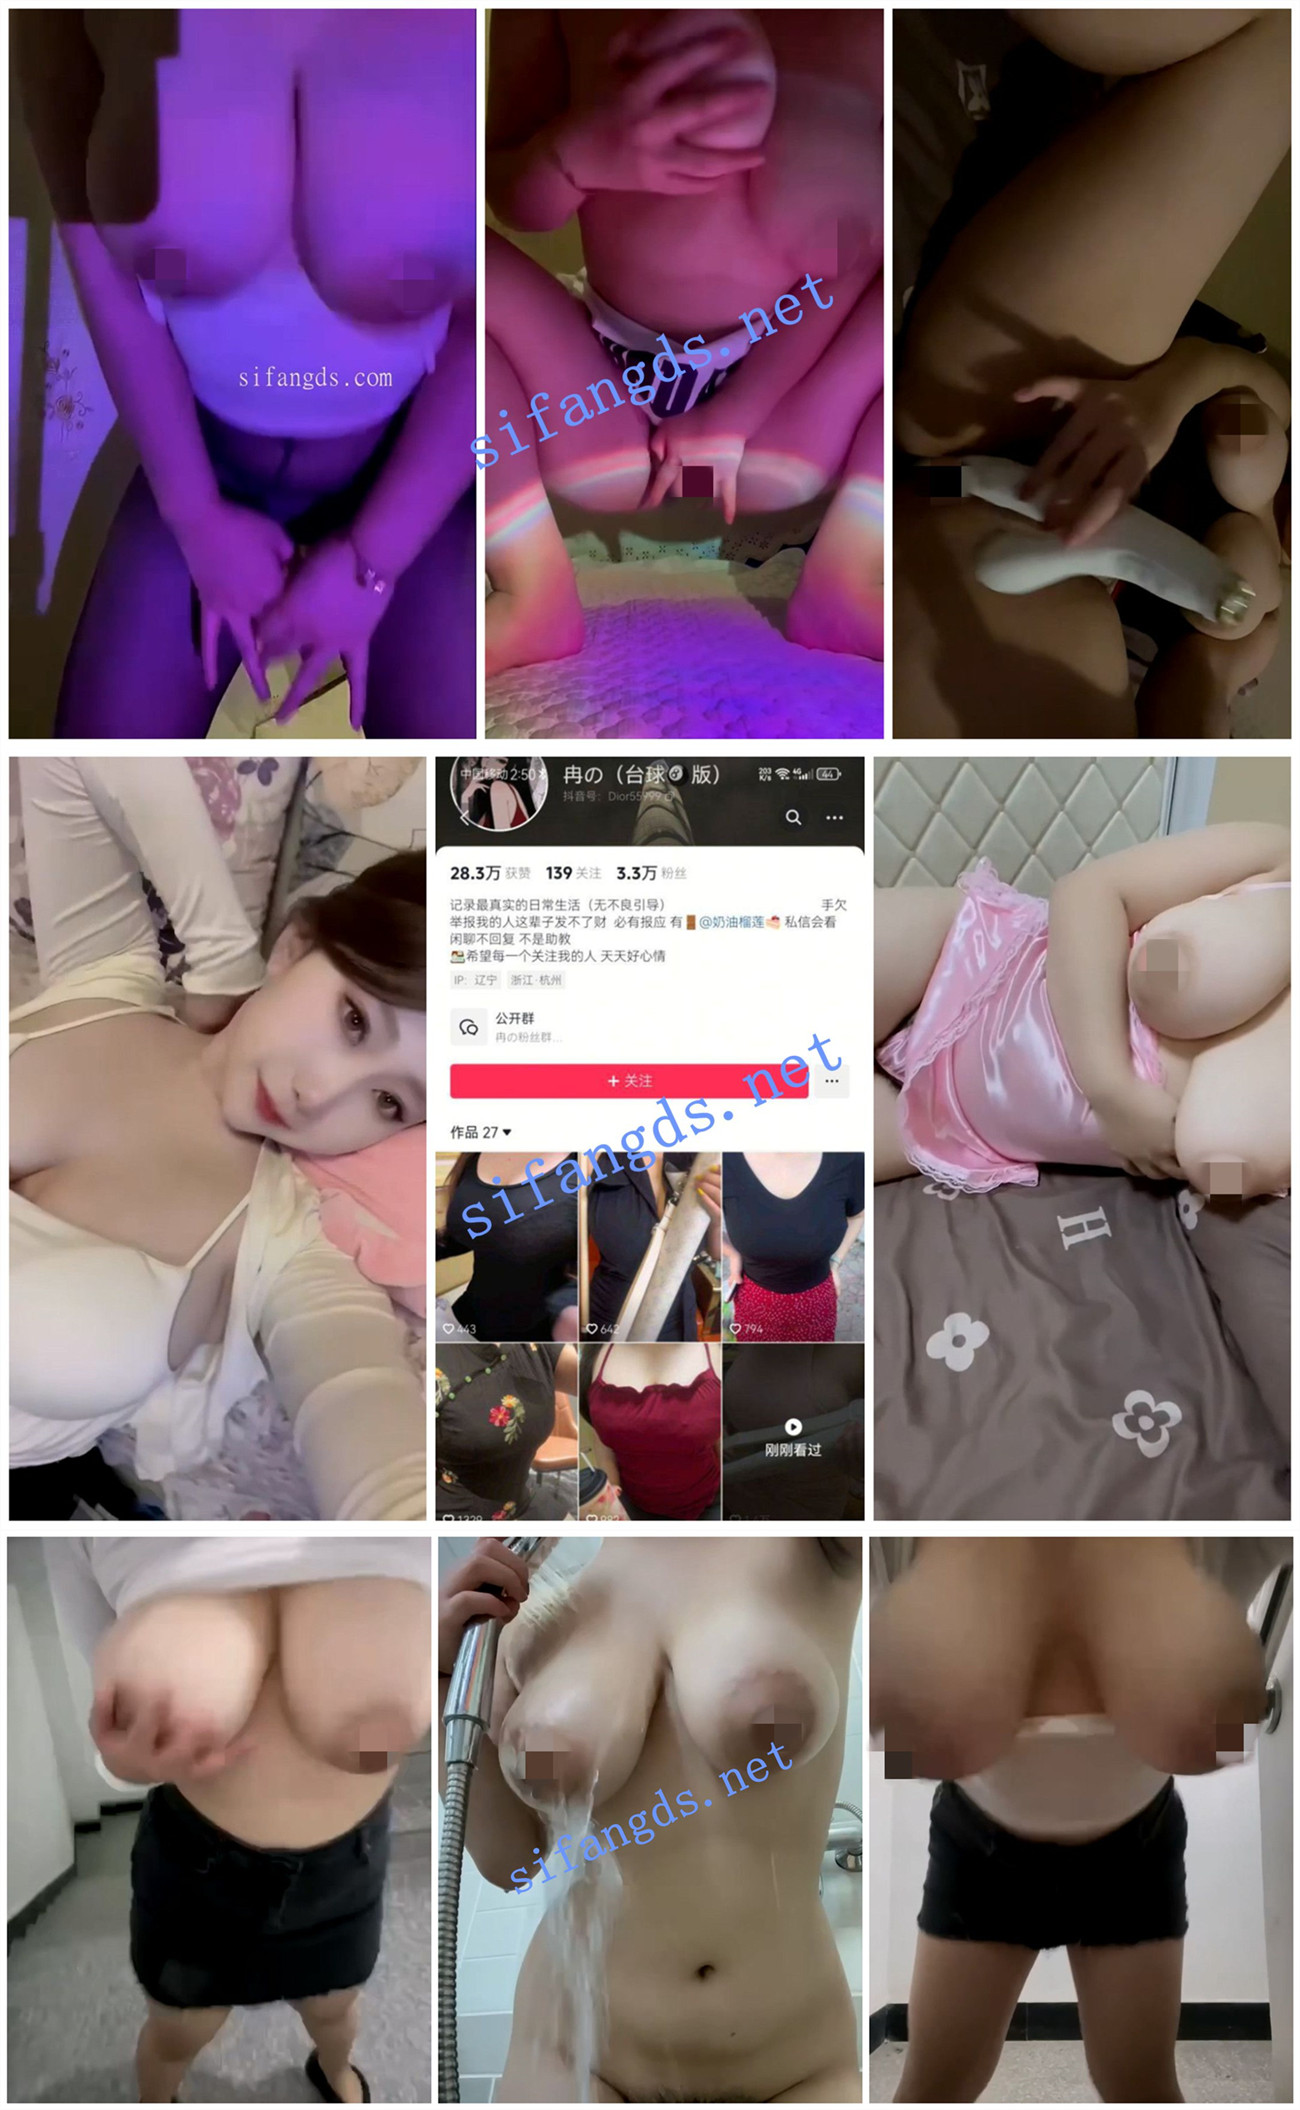 sifangds.com
sifangds.net
中国移动 2:50
冉の（台球🎱版）
203 K/s 4G 44
抖音号：Dior55799
28.3万 获赞 139 关注 3.3万 粉丝
记录最真实的日常生活（无不良引导） 手欠
举报我的人这辈子发不了财 必有报应 有🚪@奶油榴莲🍰 私信会看
闲聊不回复 不是助教
希望每一个关注我的人 天天好心情
IP：辽宁 浙江·杭州
公开群
冉の粉丝群...
+ 关注
...
作品 27
sifangds.net
443 642 794
刚刚看过
1329 982
H
sifangds.net